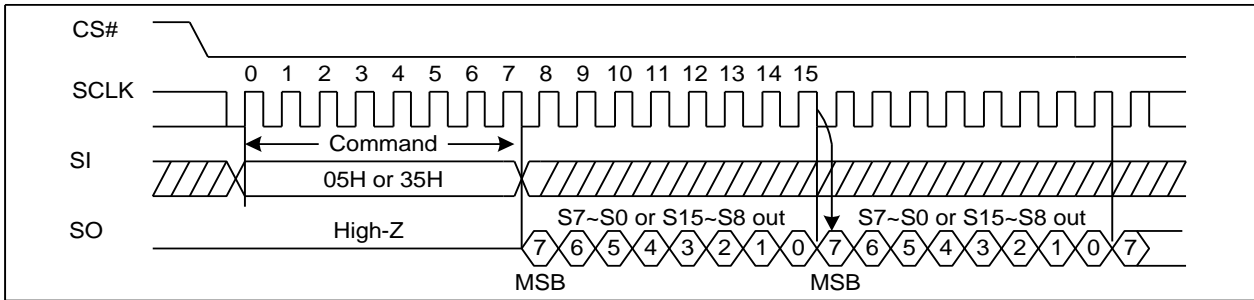 CS#
0 1 2 3 4 5 6 7 8 9 10 11 12 13 14 15
SCLK
Command
SI
05H or 35H
S7~S0 or S15~S8 out S7~S0 or S15~S8 out
SO
High-Z
7 6 5 4 3 2 1 0 7 6 5 4 3 2 1 0 7
MSB MSB